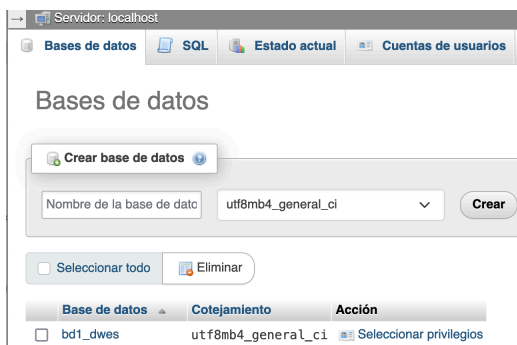 Servidor: localhost
Bases de datos SQL Estado actual Cuentas de usuarios
Bases de datos
Crear base de datos
Nombre de la base de datc utf8mb4_general_ci Crear
Seleccionar todo Eliminar
Base de datos Cotejamiento Acción
bd1_dwes utf8mb4_general_ci Seleccionar privilegios